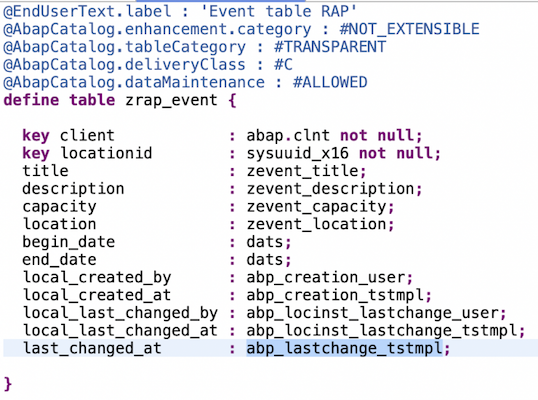 @EndUserText.label : 'Event table RAP'
@AbapCatalog.enhancement.category : #NOT_EXTENSIBLE
@AbapCatalog.tableCategory : #TRANSPARENT
@AbapCatalog.deliveryClass : #C
@AbapCatalog.dataMaintenance : #ALLOWED
define table zrap_event {
key client : abap.clnt not null;
key locationid : sysuuid_x16 not null;
title : zevent_title;
description : zevent_description;
capacity : zevent_capacity;
location : zevent_location;
begin_date : dats;
end_date : dats;
local_created_by : abp_creation_user;
local_created_at : abp_creation_tstmpl;
local_last_changed_by : abp_locinst_lastchange_user;
local_last_changed_at : abp_locinst_lastchange_tstmpl;
last_changed_at : abp_lastchange_tstmpl;
}